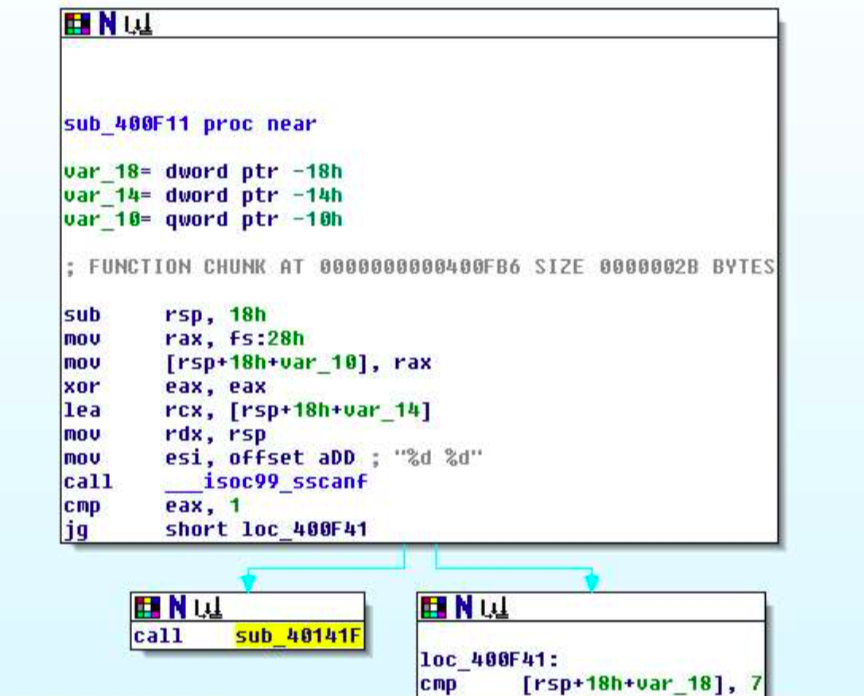 sub_400F11 proc near
var_18= dword ptr -18h
var_14= dword ptr -14h
var_10= qword ptr -10h
; FUNCTION CHUNK AT 0000000000400FB6 SIZE 0000002B BYTES
sub rsp, 18h
mov rax, fs:28h
mov [rsp+18h+var_10], rax
xor eax, eax
lea rcx, [rsp+18h+var_14]
mov rdx, rsp
mov esi, offset aDD ; "%d %d"
call ___isoc99_sscanf
cmp eax, 1
jg short loc_400F41
call sub_40141F
loc_400F41:
cmp [rsp+18h+var_18], 7